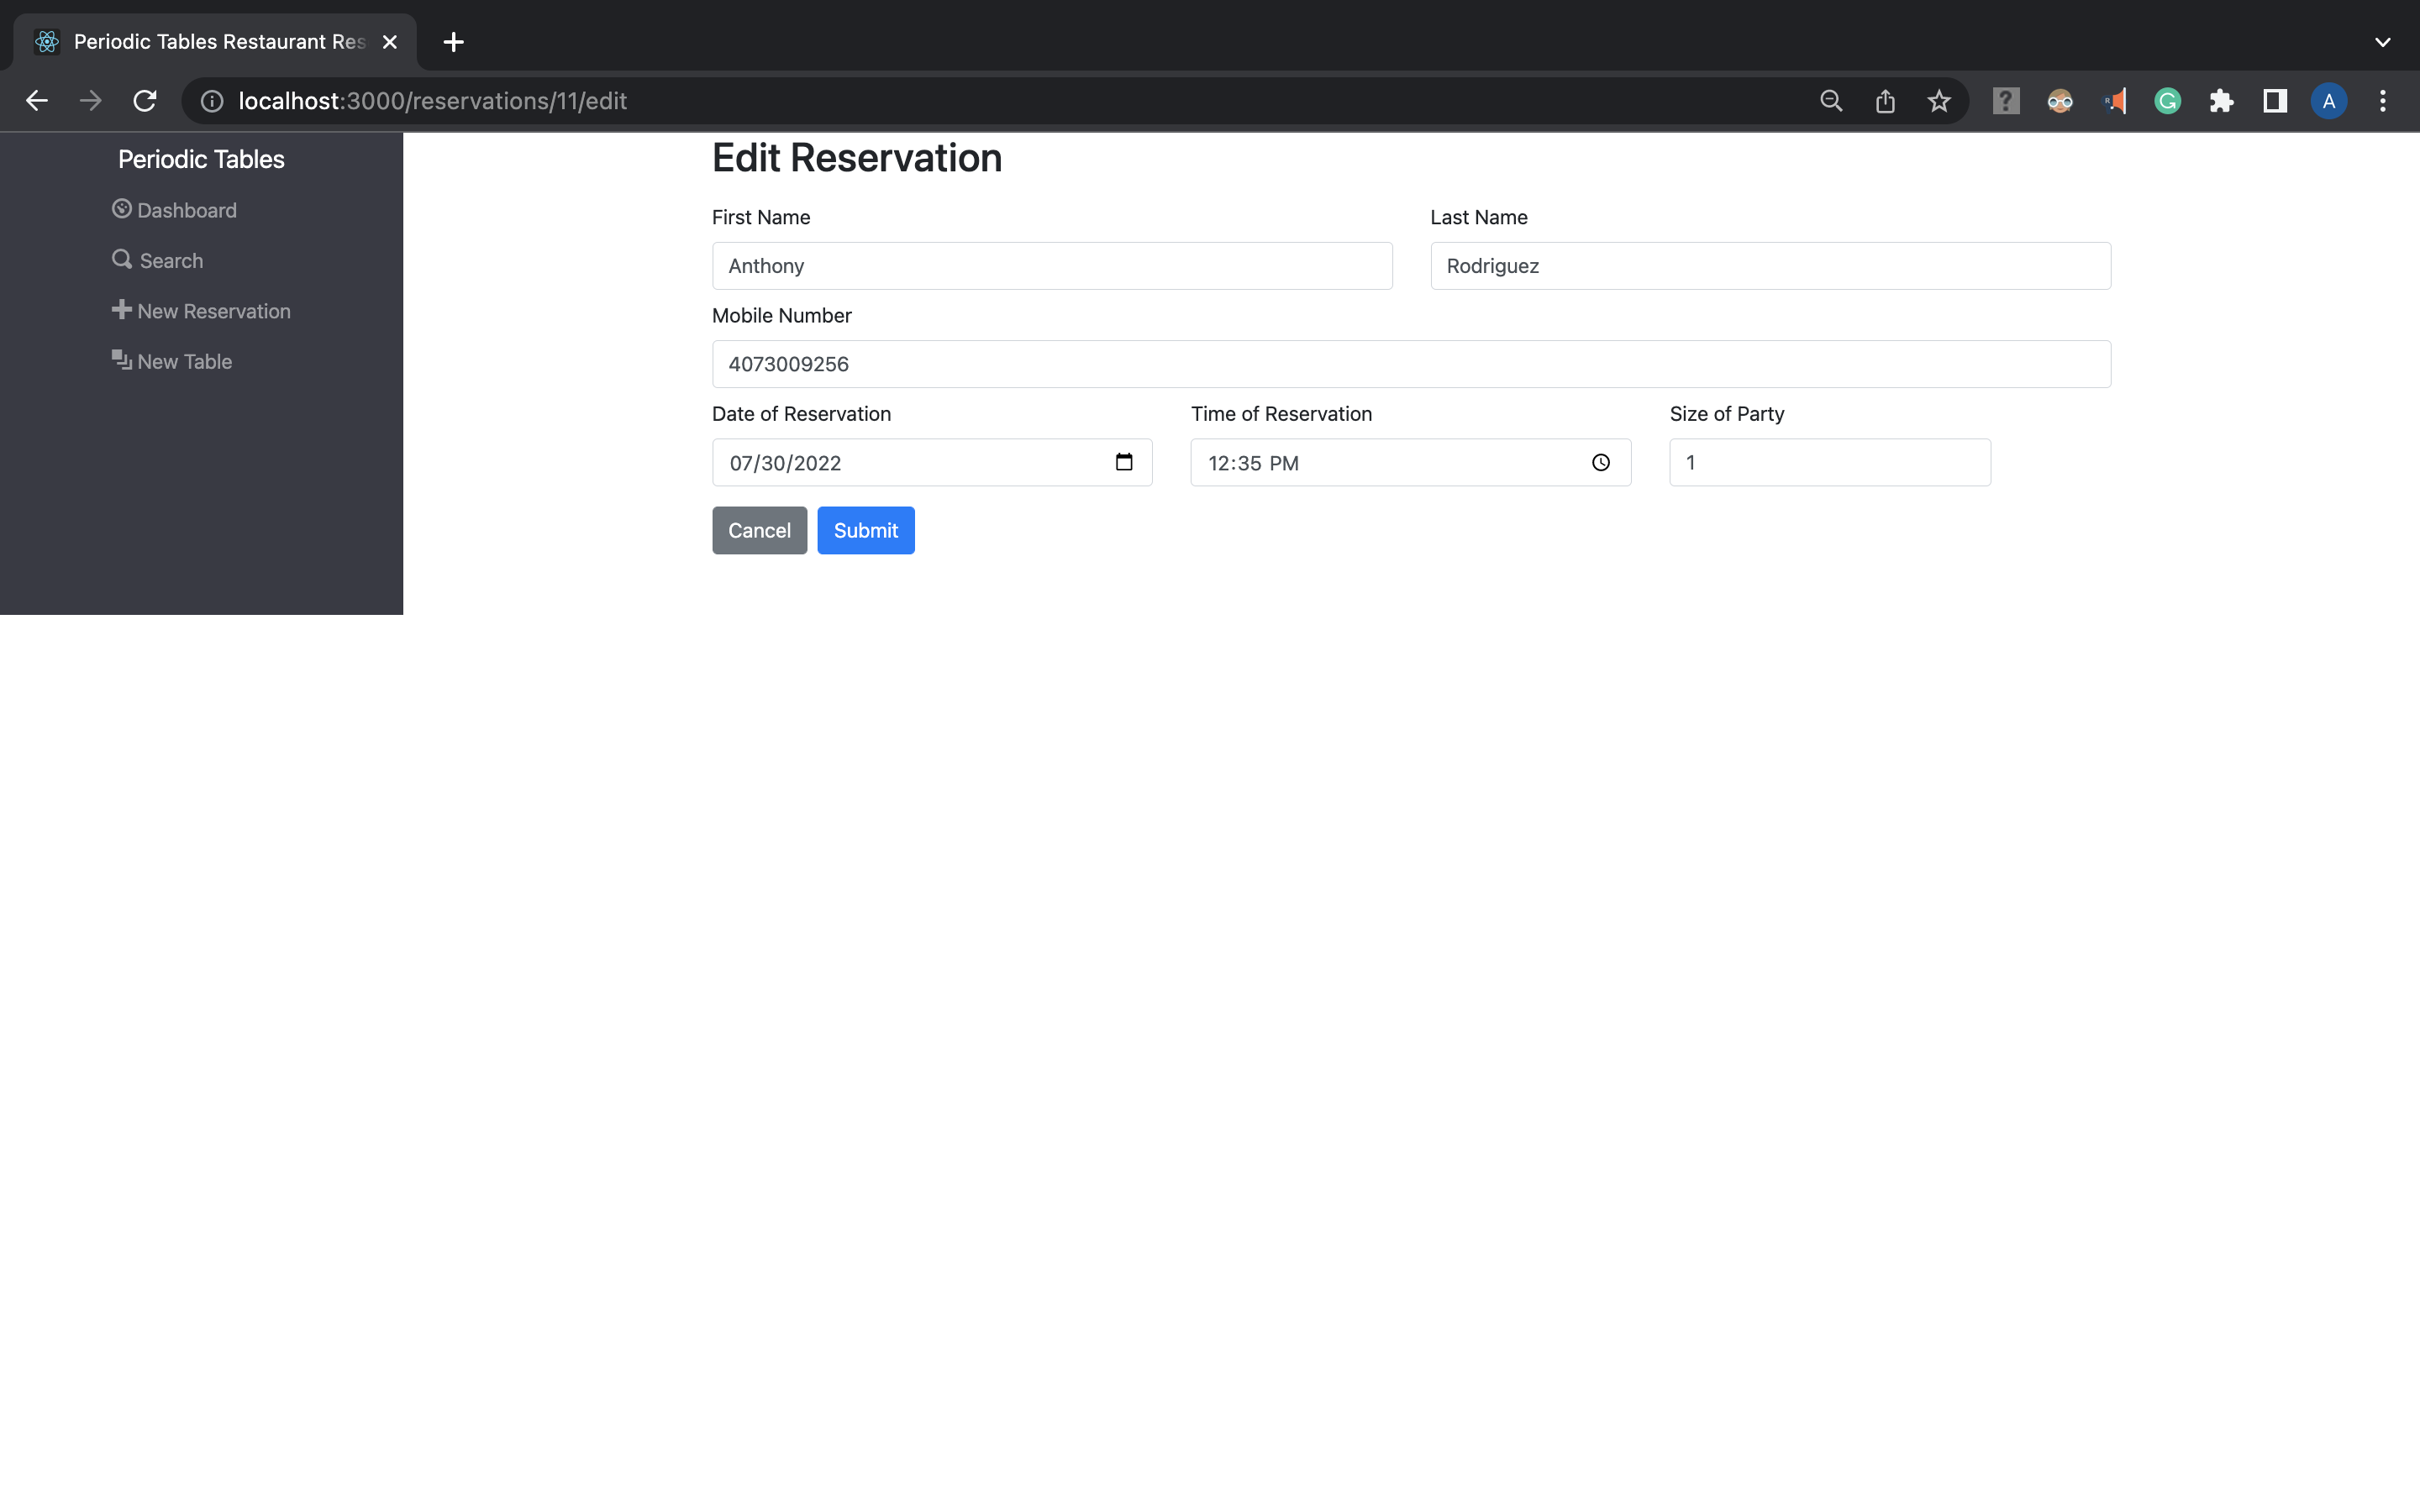 Periodic Tables Restaurant Res
localhost:3000/reservations/11/edit
A
Periodic Tables
Dashboard
Search
New Reservation
New Table
Edit Reservation
First Name
Last Name
Anthony
Rodriguez
Mobile Number
4073009256
Date of Reservation
Time of Reservation
Size of Party
07/30/2022
12:35 PM
1
Cancel
Submit